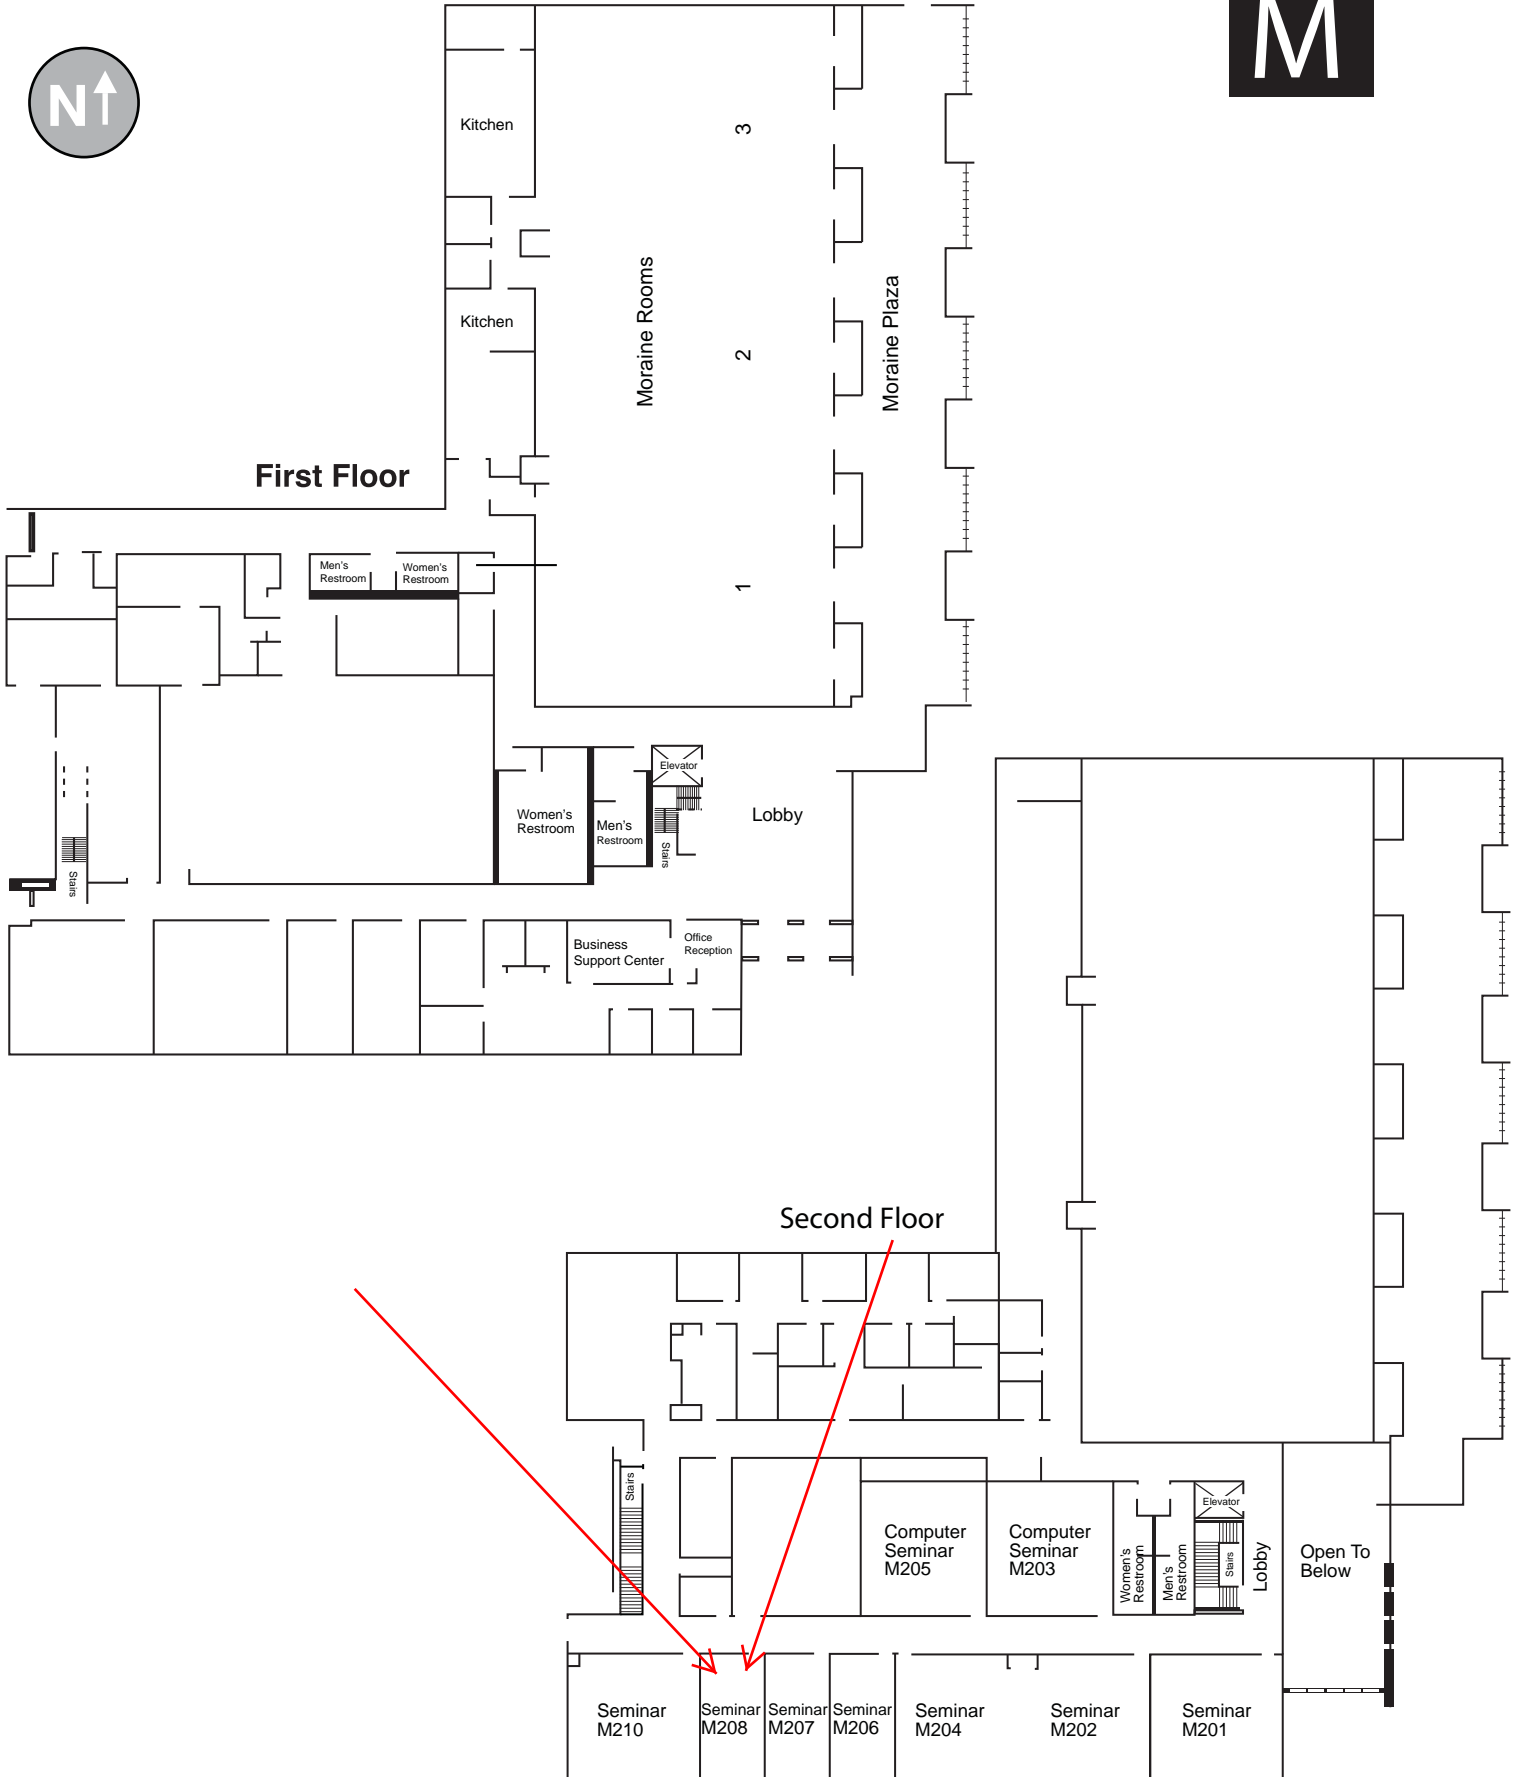 M
N
Kitchen
3
Moraine Rooms
Moraine Plaza
Kitchen
2
First Floor
Men's
Restroom
Women's
Restroom
1
Elevator
Women's
Restroom
Men's
Restroom
Stairs
Lobby
Stairs
Business
Support Center
Office
Reception
Second Floor
Stairs
Computer
Seminar
M205
Computer
Seminar
M203
Women's
Restroom
Men's
Restroom
Elevator
Stairs
Lobby
Open To
Below
Seminar
M210
Seminar
M208
Seminar
M207
Seminar
M206
Seminar
M204
Seminar
M202
Seminar
M201